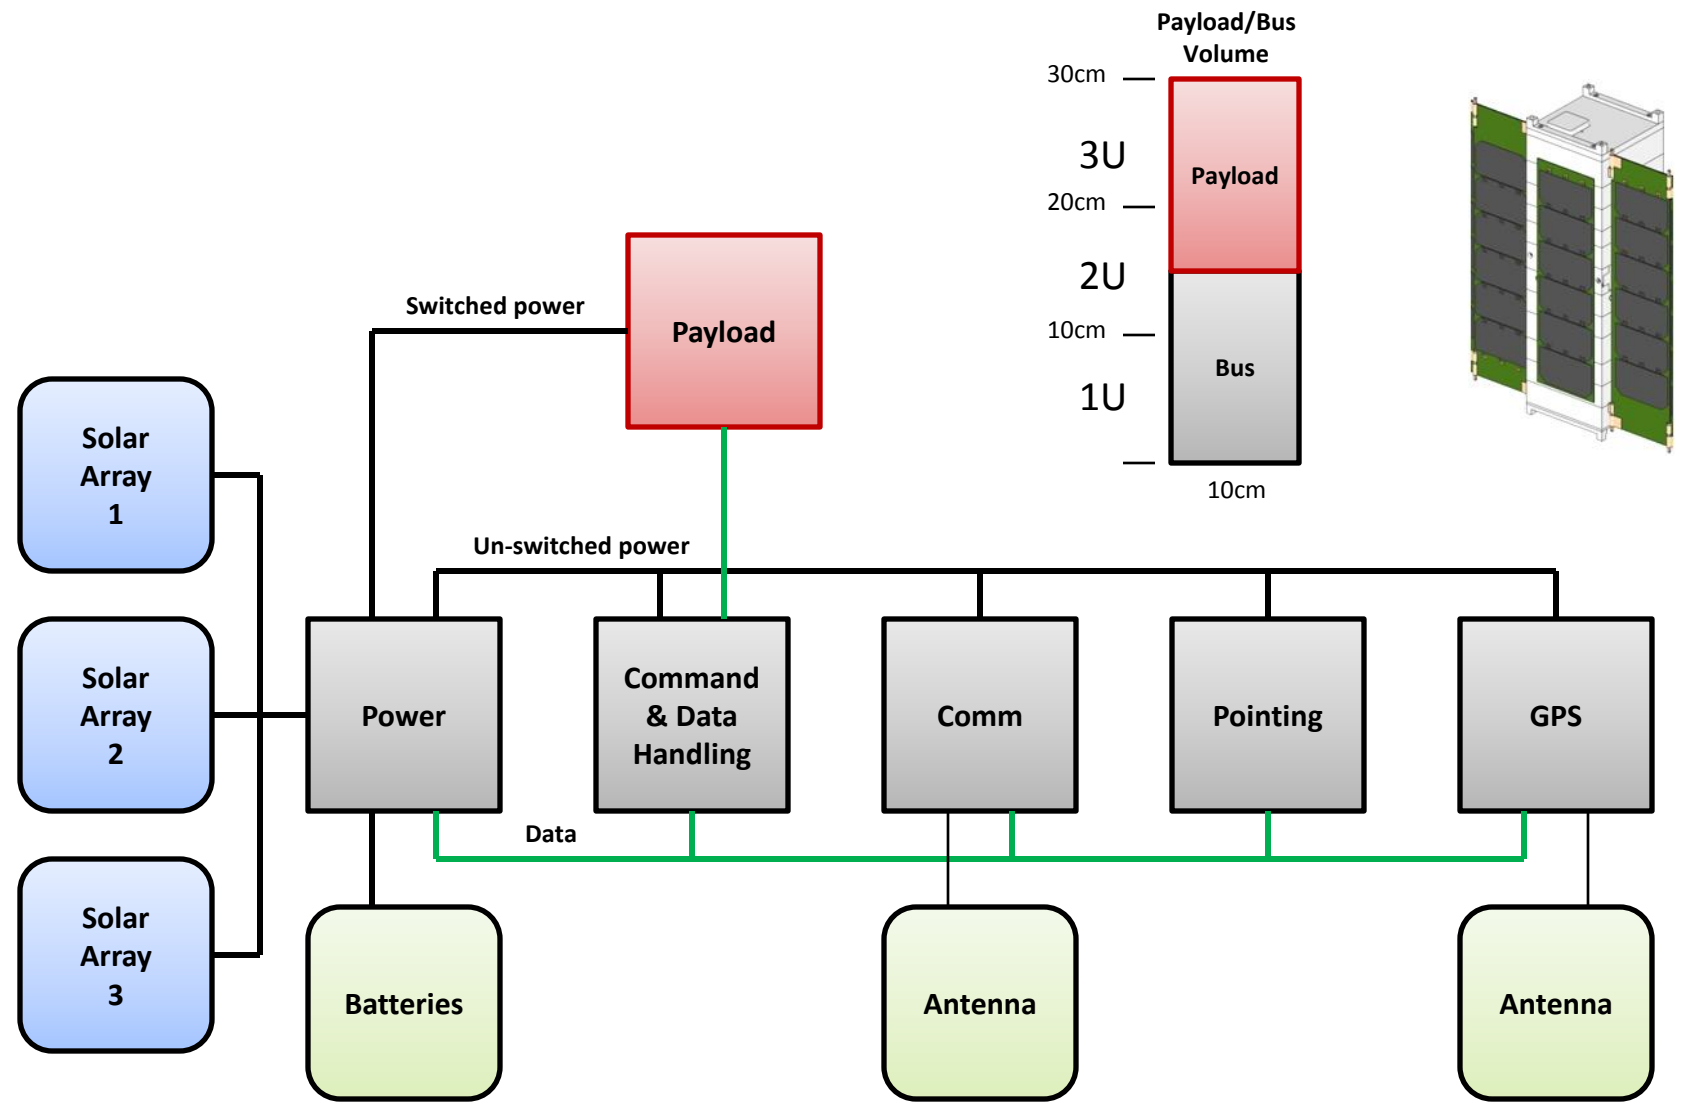 Payload/Bus
Volume
30cm
3U
Payload
20cm
2U
10cm
Bus
1U
10cm
Switched power
Payload
Solar
Array
1
Un-switched power
Solar
Array
2
Power
Command
& Data
Handling
Comm
Pointing
GPS
Data
Solar
Array
3
Batteries
Antenna
Antenna